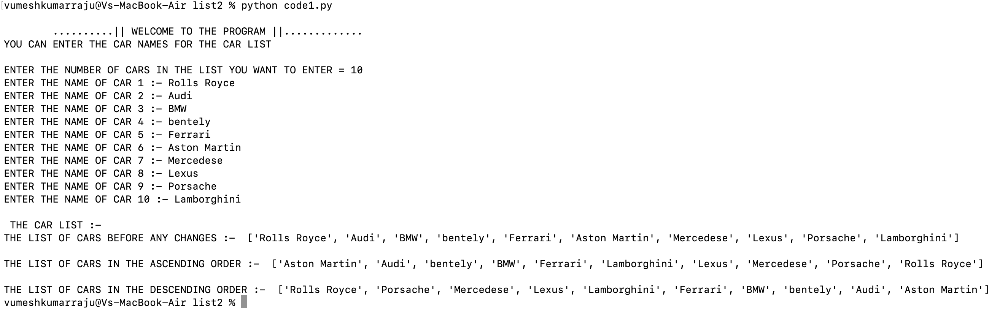 [vumeshkumarraju@Vs-MacBook-Air list2 % python code1.py
..........|| WELCOME TO THE PROGRAM ||.............
YOU CAN ENTER THE CAR NAMES FOR THE CAR LIST
ENTER THE NUMBER OF CARS IN THE LIST YOU WANT TO ENTER = 10
ENTER THE NAME OF CAR 1 :- Rolls Royce
ENTER THE NAME OF CAR 2 :- Audi
ENTER THE NAME OF CAR 3 :- BMW
ENTER THE NAME OF CAR 4 :- bentely
ENTER THE NAME OF CAR 5 :- Ferrari
ENTER THE NAME OF CAR 6 :- Aston Martin
ENTER THE NAME OF CAR 7 :- Mercedese
ENTER THE NAME OF CAR 8 :- Lexus
ENTER THE NAME OF CAR 9 :- Porsache
ENTER THE NAME OF CAR 10 :- Lamborghini
THE CAR LIST :-
THE LIST OF CARS BEFORE ANY CHANGES :-  ['Rolls Royce', 'Audi', 'BMW', 'bentely', 'Ferrari', 'Aston Martin', 'Mercedese', 'Lexus', 'Porsache', 'Lamborghini']
THE LIST OF CARS IN THE ASCENDING ORDER :-  ['Aston Martin', 'Audi', 'bentely', 'BMW', 'Ferrari', 'Lamborghini', 'Lexus', 'Mercedese', 'Porsache', 'Rolls Royce']
THE LIST OF CARS IN THE DESCENDING ORDER :-  ['Rolls Royce', 'Porsache', 'Mercedese', 'Lexus', 'Lamborghini', 'Ferrari', 'BMW', 'bentely', 'Audi', 'Aston Martin']
vumeshkumarraju@Vs-MacBook-Air list2 %